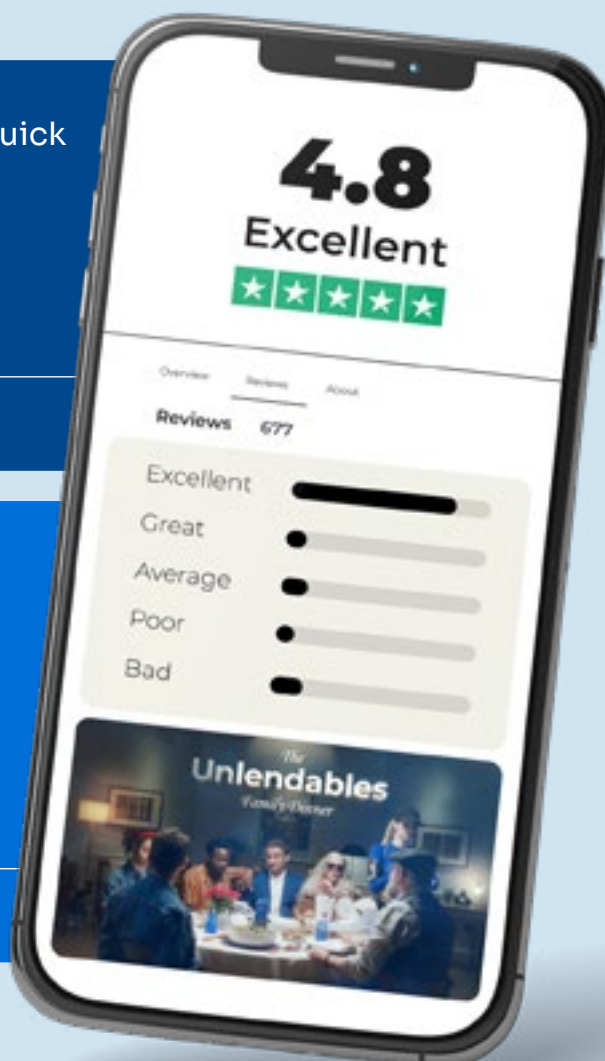 uick
4.8
Excellent
Overview Reviews About
Reviews 677
Excellent
Great
Average
Poor
Bad
The
Unlendables
Family Dinner